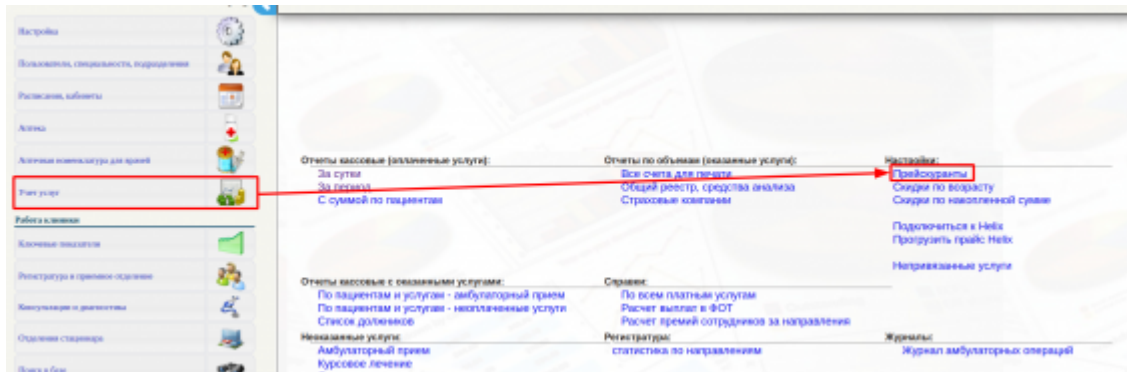 Настройка
Пользователи, специальности, подразделения
Расписания, кабинеты
Аптека
Аптечная номенклатура для врачей
Учет услуг
Работа клиники
Ключевые показатели
Регистратура и приемное отделение
Консультации и диагностика
Отделения стационара
Поиск в базе
Отчеты кассовые (оплаченные услуги):
За сутки
За период
С суммой по пациентам
Отчеты по объемам (оказанные услуги):
Все счета для печати
Общий реестр, средства анализа
Страховые компании
Настройки:
Прейскуранты
Скидки по возрасту
Скидки по накопленной сумме
Подключиться к Helix
Прогрузить прайс Helix
Непривязанные услуги
Отчеты кассовые с оказанными услугами:
По пациентам и услугам - амбулаторный прием
По пациентам и услугам - неоплаченные услуги
Список должников
Справки:
По всем платным услугам
Расчет выплат в ФОТ
Расчет премий сотрудников за направления
Неоказанные услуги:
Амбулаторный прием
Курсовое лечение
Регистратура:
статистика по направлениям
Журналы:
Журнал амбулаторных операций